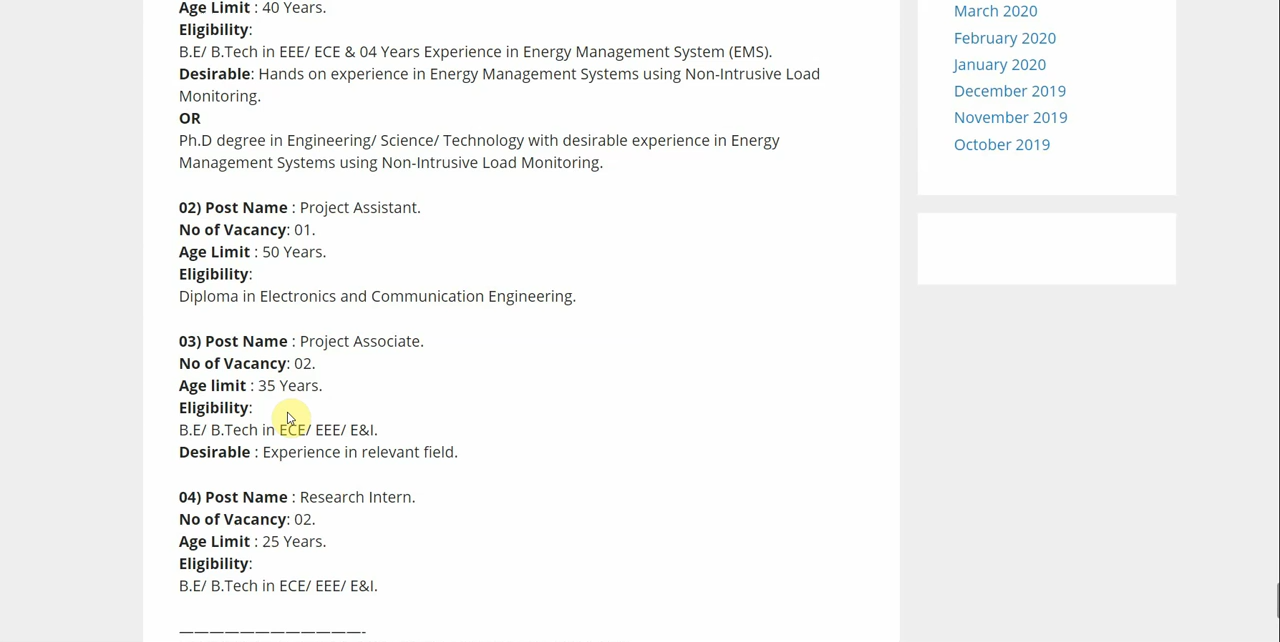 Age Limit : 40 Years.
Eligibility:
B.E/ B.Tech in EEE/ ECE & 04 Years Experience in Energy Management System (EMS).
Desirable: Hands on experience in Energy Management Systems using Non-Intrusive Load
Monitoring.
OR
Ph.D degree in Engineering/ Science/ Technology with desirable experience in Energy
Management Systems using Non-Intrusive Load Monitoring.
02) Post Name : Project Assistant.
No of Vacancy: 01.
Age Limit : 50 Years.
Eligibility:
Diploma in Electronics and Communication Engineering.
03) Post Name : Project Associate.
No of Vacancy: 02.
Age limit : 35 Years.
Eligibility:
B.E/ B.Tech in ECE/ EEE/ E&I.
Desirable : Experience in relevant field.
04) Post Name : Research Intern.
No of Vacancy: 02.
Age Limit : 25 Years.
Eligibility:
B.E/ B.Tech in ECE/ EEE/ E&I.
————————————-
March 2020
February 2020
January 2020
December 2019
November 2019
October 2019